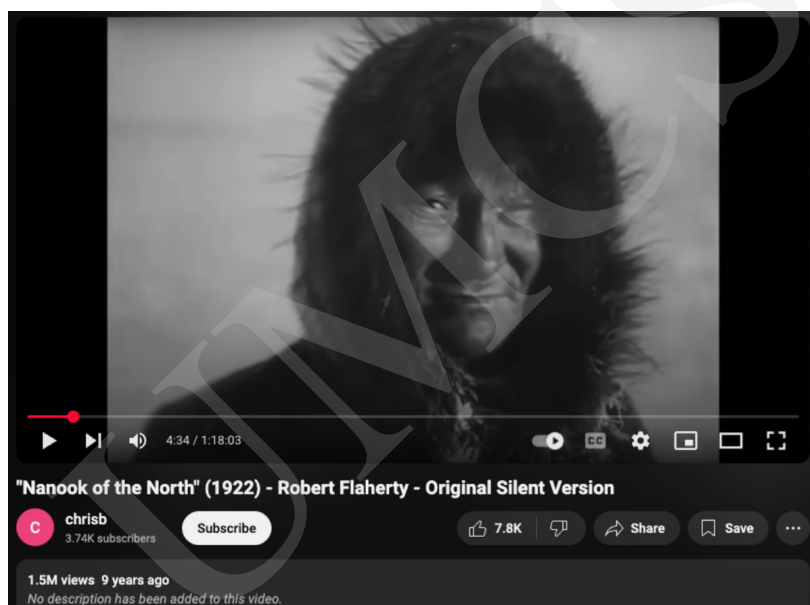 UMCS
4:34 / 1:18:03
CC
"Nanook of the North" (1922) - Robert Flaherty - Original Silent Version
C
chrisb
3.74K subscribers
Subscribe
7.8K
Share
Save
1.5M views 9 years ago
No description has been added to this video.